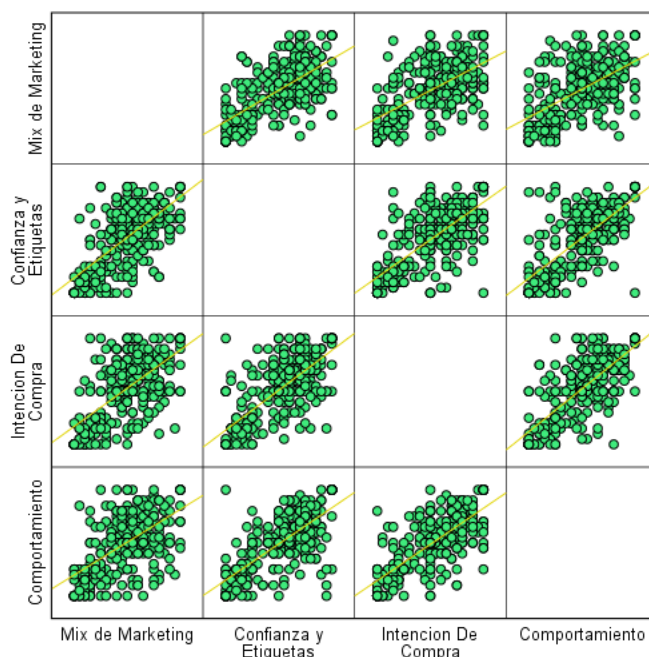 Mix de Marketing
Confianza y
Etiquetas
Intencion De
Compra
Comportamiento
Mix de Marketing
Confianza y
Etiquetas
Intencion De
Compra
Comportamiento